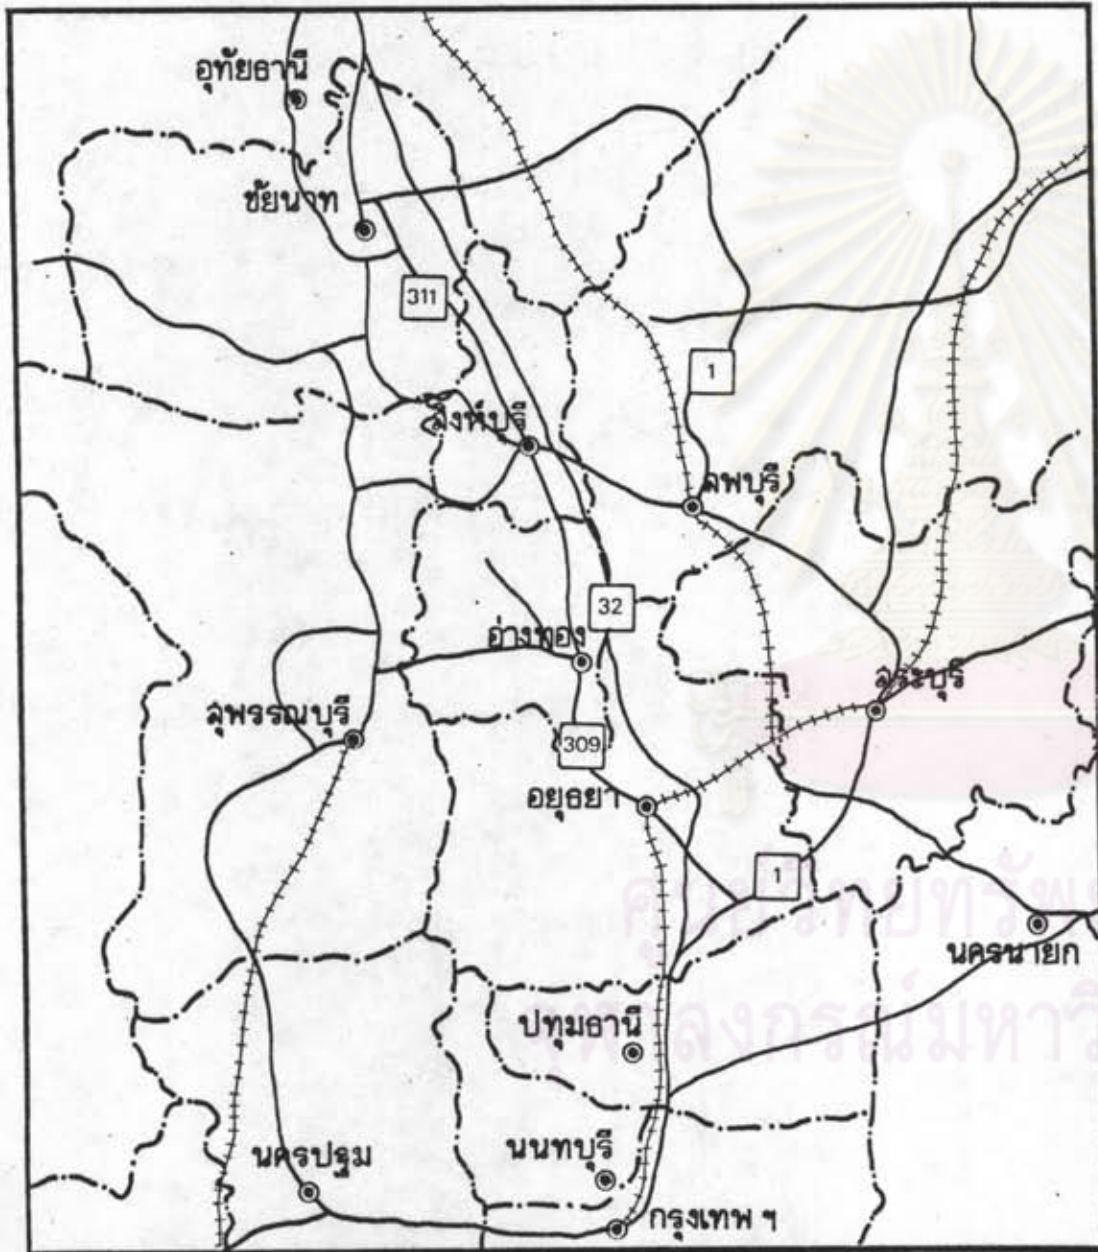 อุทัยธานี
ชัยนาท
311
1
สิงห์บุรี
ลพบุรี
32
อ่างทอง
สระบุรี
สุพรรณบุรี
309
อยุธยา
1
นครนายก
ปทุมธานี
นครปฐม
นนทบุรี
กรุงเทพ ฯ